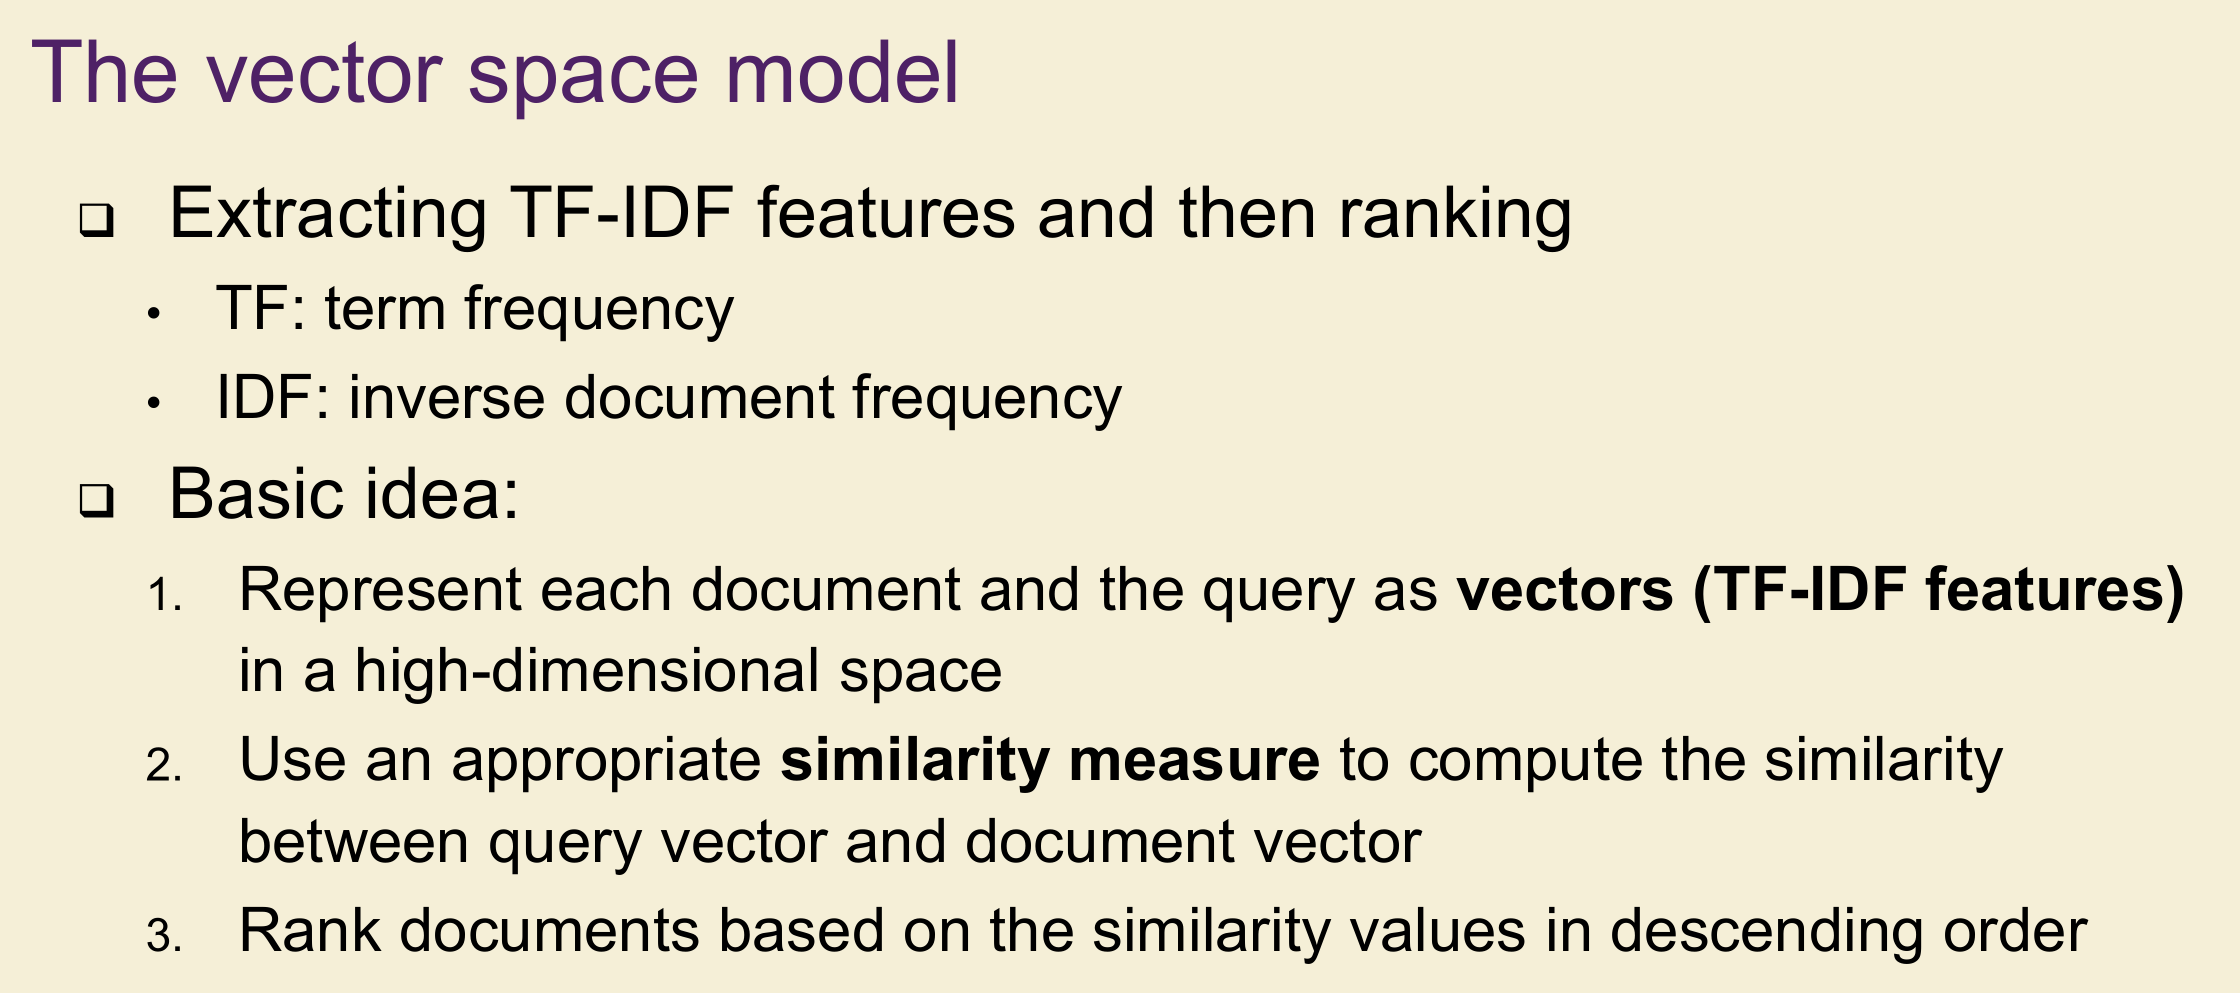 The vector space model
❑ Extracting TF-IDF features and then ranking
• TF: term frequency
• IDF: inverse document frequency
❑ Basic idea:
1. Represent each document and the query as vectors (TF-IDF features)
in a high-dimensional space
2. Use an appropriate similarity measure to compute the similarity
between query vector and document vector
3. Rank documents based on the similarity values in descending order